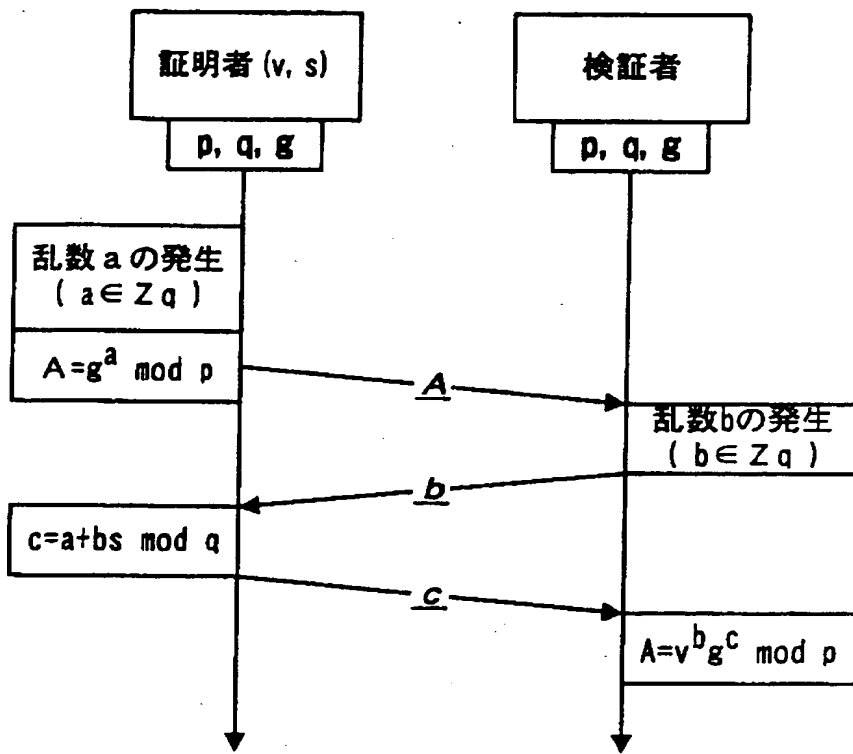 証明者(v, s)
検証者
p, q, g
p, q, g
乱数aの発生
( a∈Zq )
A=g^a mod p
A
乱数bの発生
( b∈Zq )
b
c=a+bs mod q
c
A=v^b g^c mod p